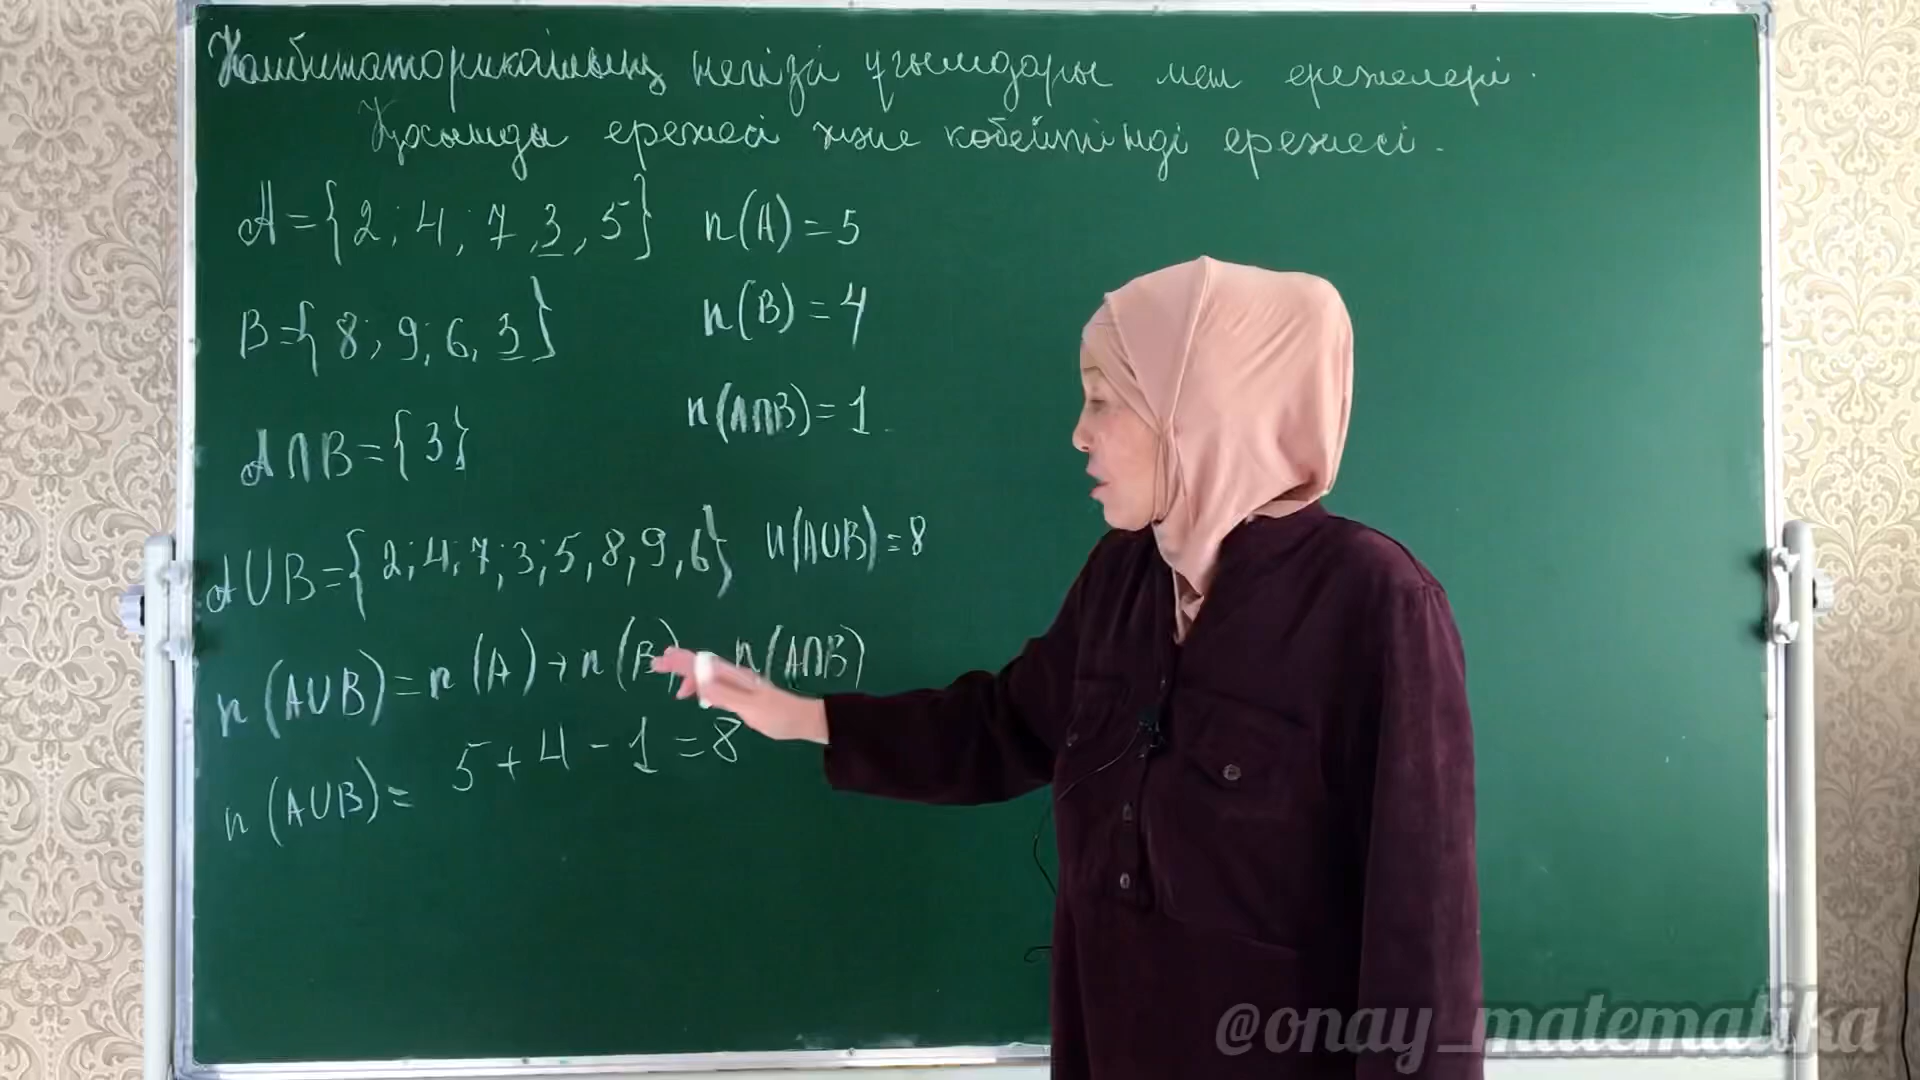 Комбинаториканың негізгі ұғымдары мен ережелері.
Қосынды ережесі және көбейтінді ережесі.
A={2; 4; 7, 3, 5} n(A)=5
B={8; 9; 6, 3} n(B)=4
A∩B={3} n(A∩B)=1
A∪B={2; 4; 7; 3; 5, 8, 9, 6} n(A∪B)=8
n(A∪B)=n(A)+n(B)-n(A∩B)
n(A∪B)= 5+4-1=8
@onay_matematika